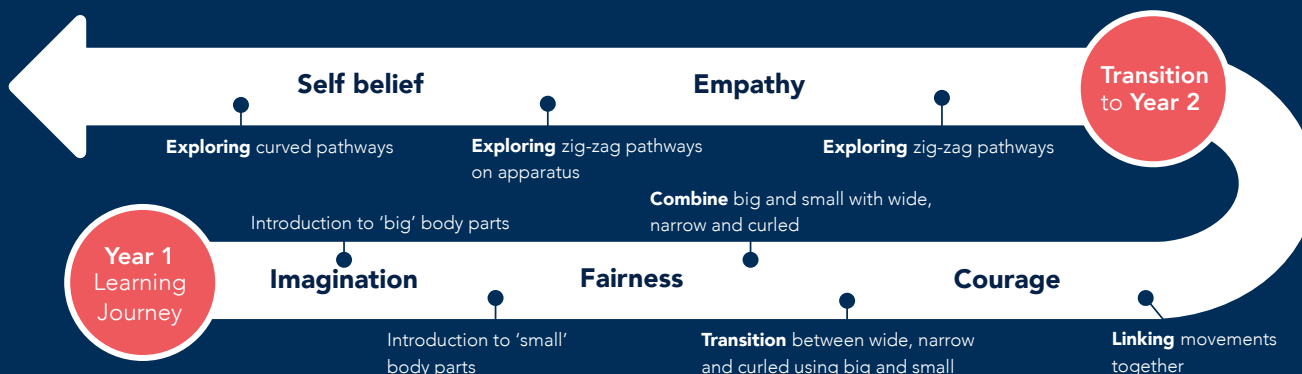 Self belief
Empathy
Transition
to Year 2
Exploring curved pathways
Exploring zig-zag pathways
on apparatus
Exploring zig-zag pathways
Combine big and small with wide,
narrow and curled
Introduction to ‘big’ body parts
Year 1
Learning
Journey
Imagination
Fairness
Courage
Introduction to ‘small’
body parts
Transition between wide, narrow
and curled using big and small
Linking movements
together